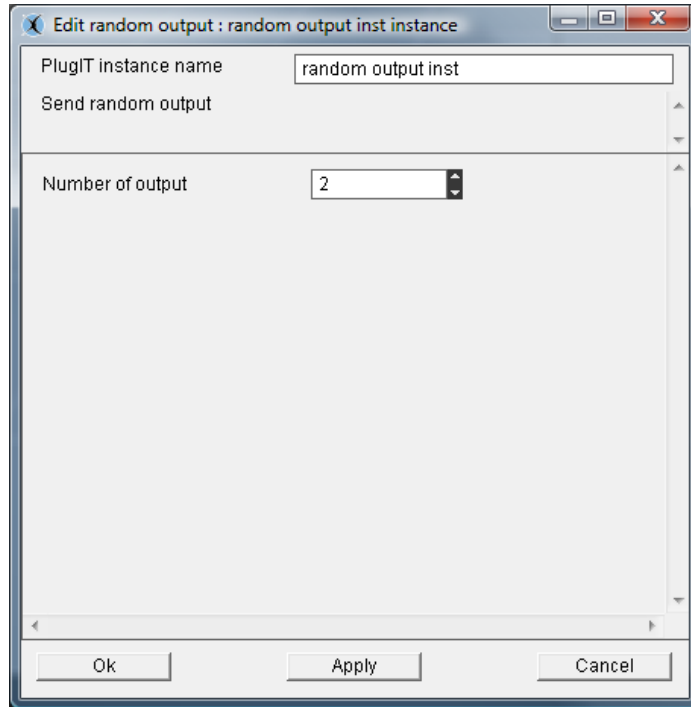 Edit random output : random output inst instance
PlugIT instance name random output inst
Send random output
Number of output 2
Ok Apply Cancel